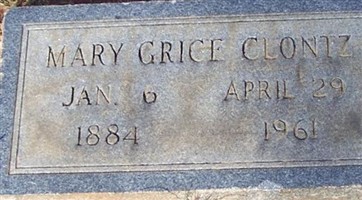 MARY GRICE CLONTZ
JAN. 6 APRIL 29
1884 1961